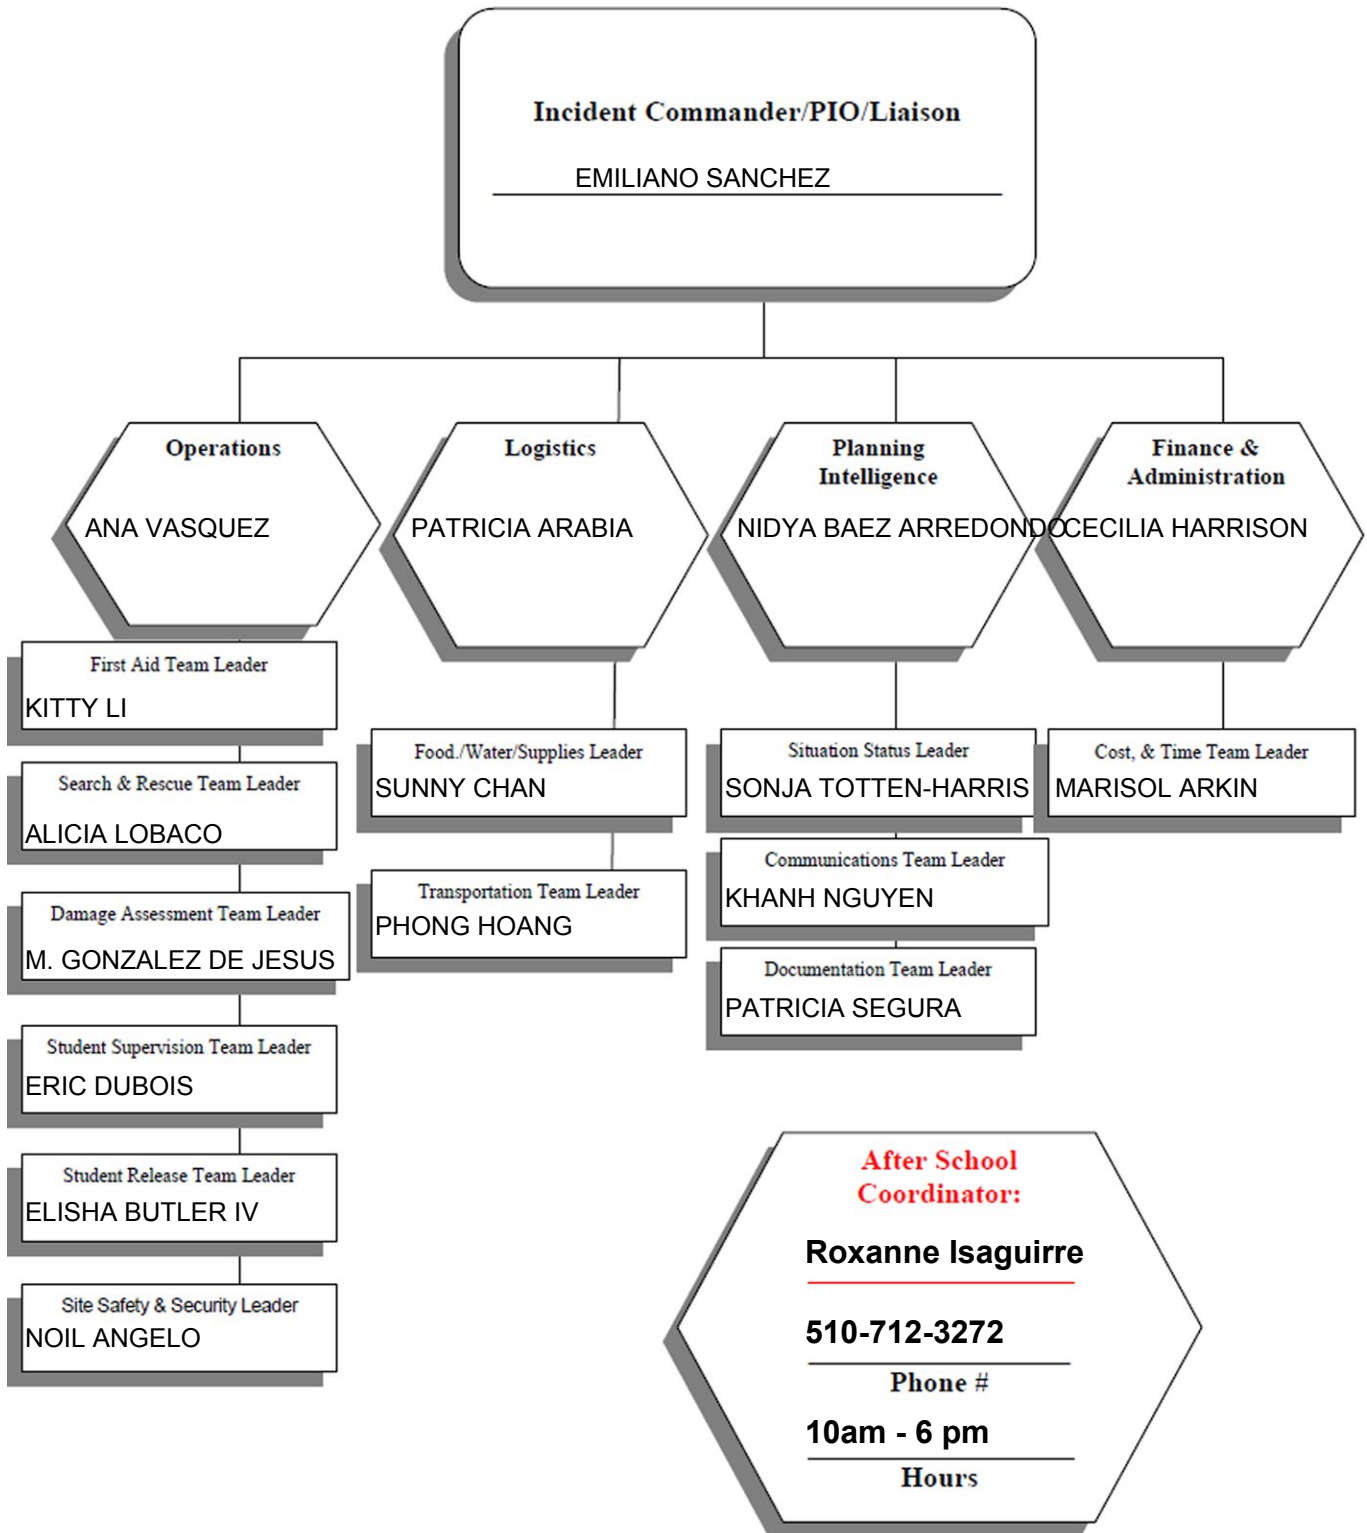 Incident Commander/PIO/Liaison
EMILIANO SANCHEZ
Operations
ANA VASQUEZ
Logistics
PATRICIA ARABIA
Planning
Intelligence
NIDYA BAEZ ARREDONDO
Finance &
Administration
CECILIA HARRISON
First Aid Team Leader
KITTY LI
Search & Rescue Team Leader
ALICIA LOBACO
Damage Assessment Team Leader
M. GONZALEZ DE JESUS
Student Supervision Team Leader
ERIC DUBOIS
Student Release Team Leader
ELISHA BUTLER IV
Site Safety & Security Leader
NOIL ANGELO
Food./Water/Supplies Leader
SUNNY CHAN
Transportation Team Leader
PHONG HOANG
Situation Status Leader
SONJA TOTTEN-HARRIS
Communications Team Leader
KHANH NGUYEN
Documentation Team Leader
PATRICIA SEGURA
Cost, & Time Team Leader
MARISOL ARKIN
After School
Coordinator:
Roxanne Isaguirre
510-712-3272
Phone #
10am - 6 pm
Hours